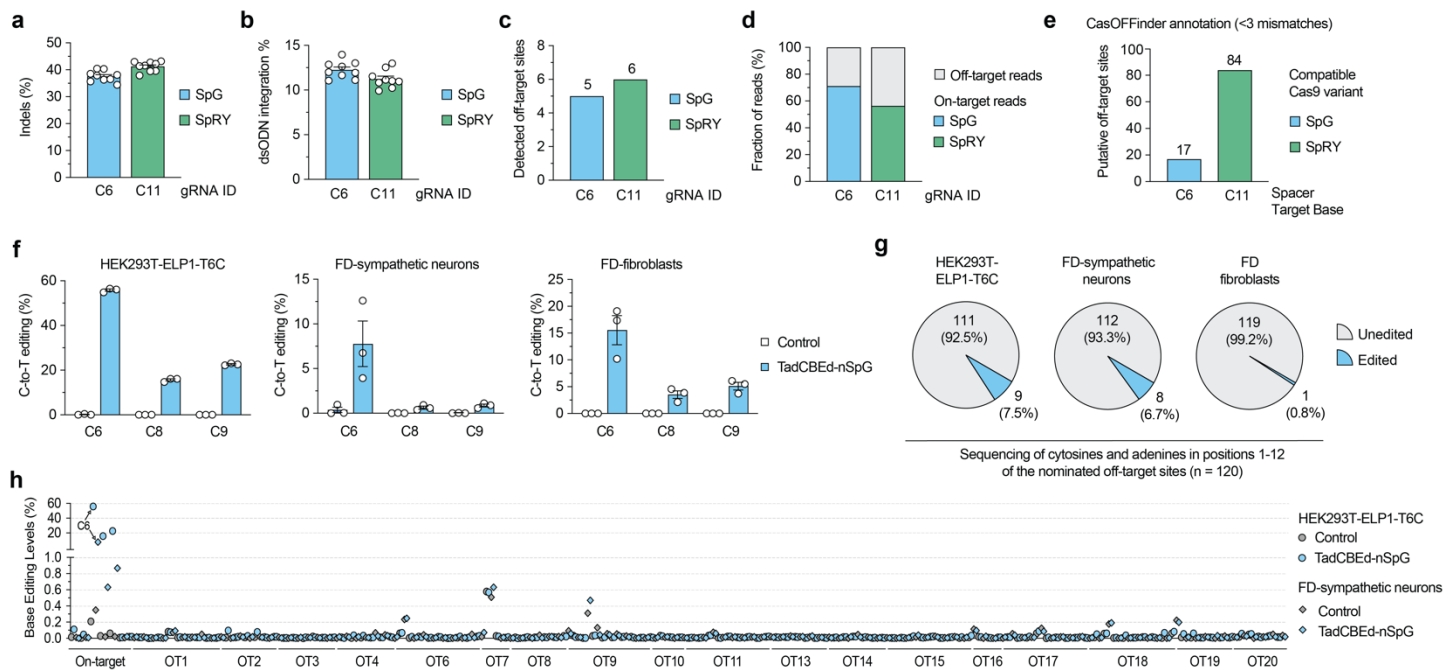 a
Indels (%)
50
40
30
20
10
0
C6
C11
gRNA ID
SpG
SpRY
b
dsODN integration %
15
10
5
0
C6
C11
gRNA ID
SpG
SpRY
c
Detected off-target sites
8
6
4
2
0
5
6
C6
C11
gRNA ID
SpG
SpRY
d
Fraction of reads (%)
100
80
60
40
20
0
C6
C11
gRNA ID
Off-target reads
On-target reads
SpG
SpRY
e
CasOFFinder annotation (<3 mismatches)
Putative off-target sites
100
80
60
40
20
0
17
84
C6
C11
Spacer
Target Base
Compatible
Cas9 variant
SpG
SpRY
f
HEK293T-ELP1-T6C
C-to-T editing (%)
60
40
20
0
C6
C8
C9
FD-sympathetic neurons
C-to-T editing (%)
15
10
5
0
C6
C8
C9
FD-fibroblasts
C-to-T editing (%)
25
20
15
10
5
0
C6
C8
C9
Control
TadCBEd-nSpG
g
HEK293T-
ELP1-T6C
111
(92.5%)
9
(7.5%)
FD-sympathetic
neurons
112
(93.3%)
8
(6.7%)
FD
fibroblasts
119
(99.2%)
1
(0.8%)
Unedited
Edited
Sequencing of cytosines and adenines in positions 1-12
of the nominated off-target sites (n = 120)
h
Base Editing Levels (%)
60
50
40
30
20
10
0
1.0
0.8
0.6
0.4
0.2
0.0
C6
On-target
OT1
OT2
OT3
OT4
OT6
OT7
OT8
OT9
OT10
OT11
OT13
OT14
OT15
OT16
OT17
OT18
OT19
OT20
HEK293T-ELP1-T6C
Control
TadCBEd-nSpG
FD-sympathetic neurons
Control
TadCBEd-nSpG